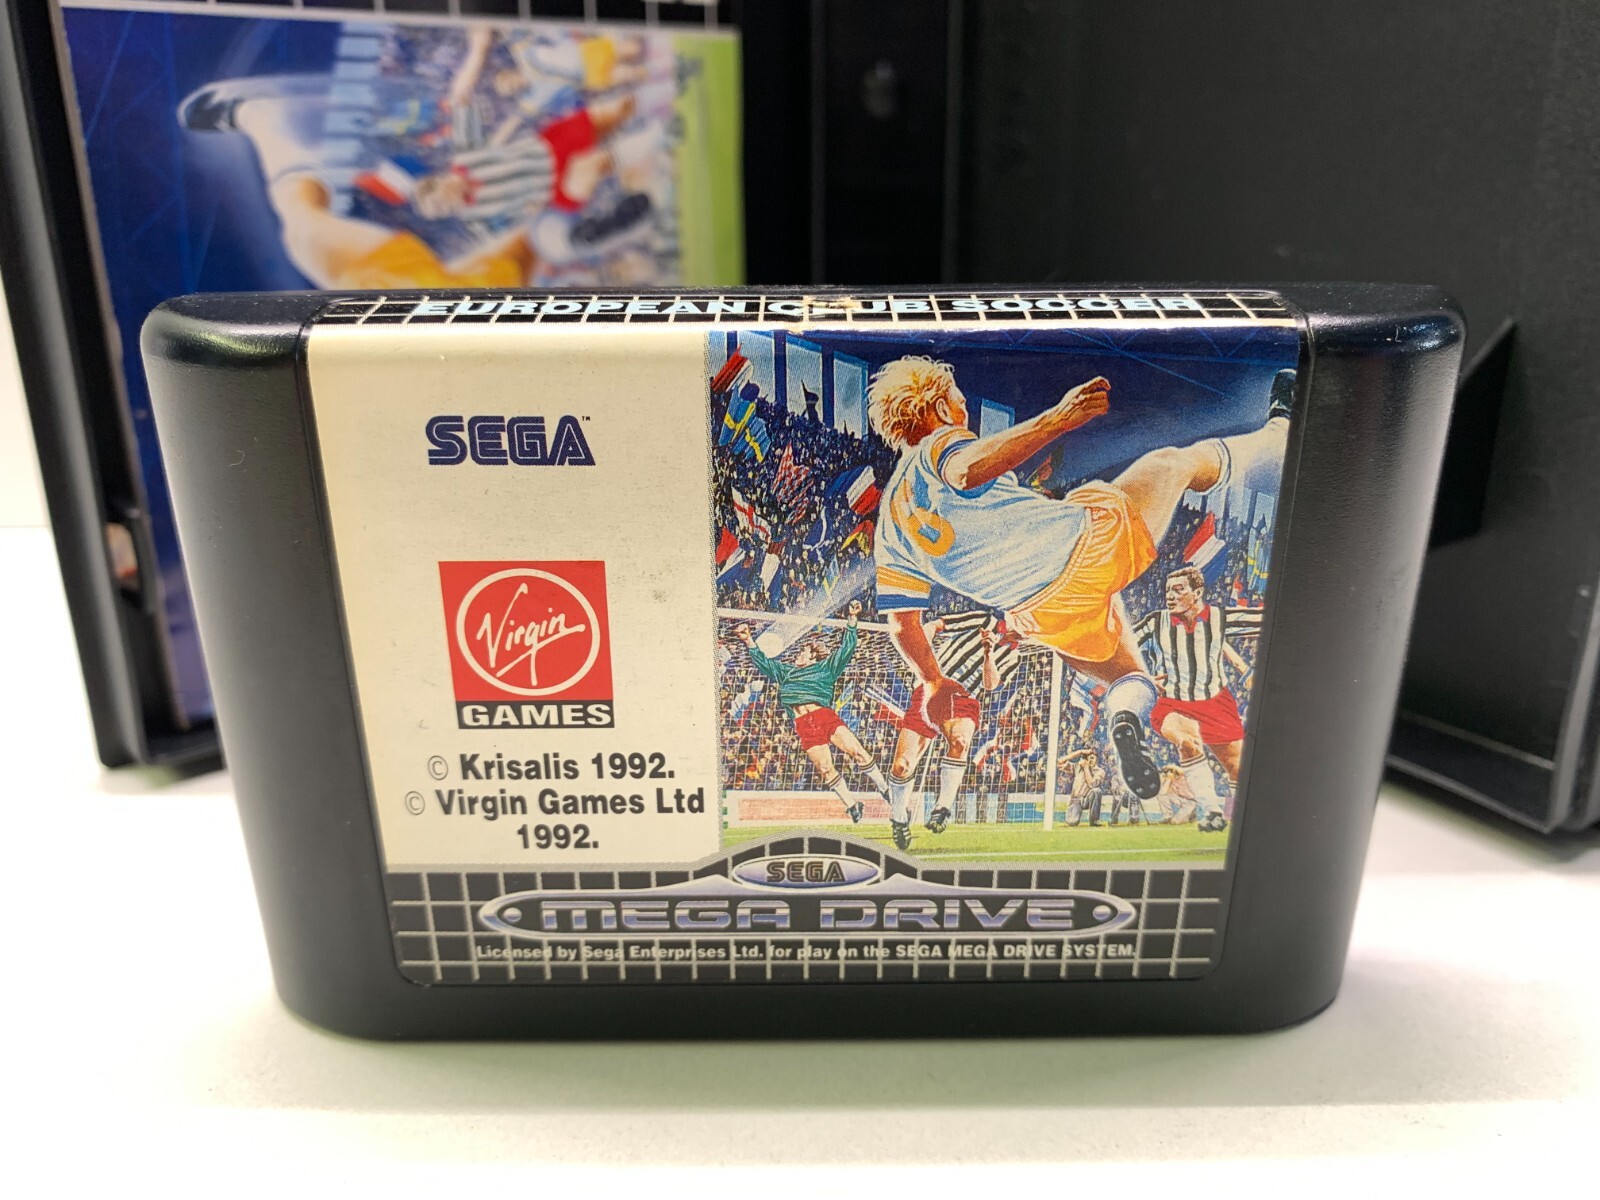 EUROPEAN CLUB SOCCER
SEGA™
Virgin
GAMES
© Krisalis 1992.
© Virgin Games Ltd
1992.
SEGA
MEGA DRIVE
Licensed by Sega Enterprises Ltd. for play on the SEGA MEGA DRIVE SYSTEM.